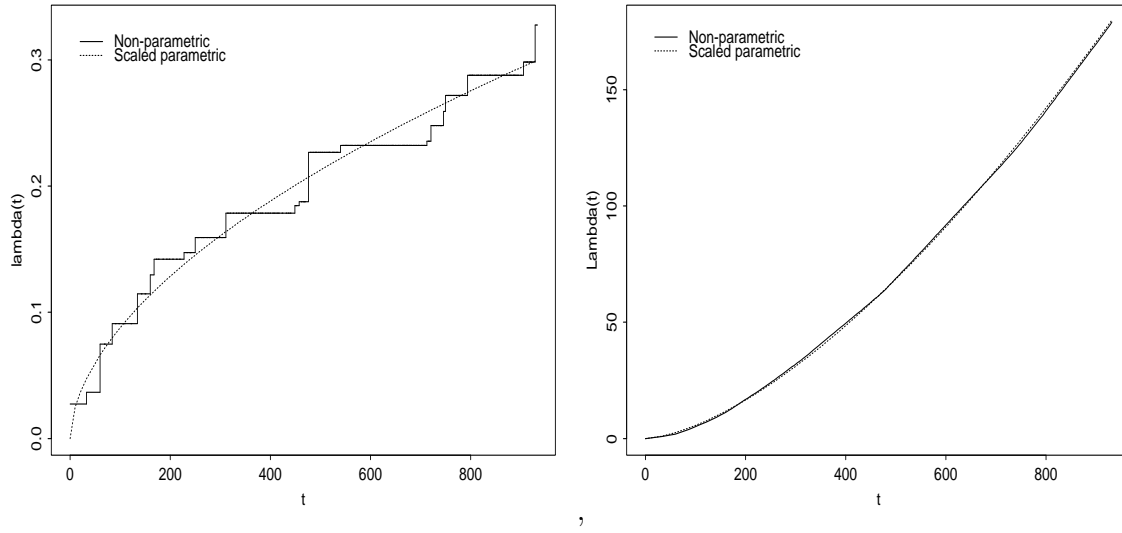 Non-parametric
Scaled parametric
lambda(t)
0.0
0.1
0.2
0.3
0 200 400 600 800
t
,
Non-parametric
Scaled parametric
Lambda(t)
0
50
100
150
0 200 400 600 800
t